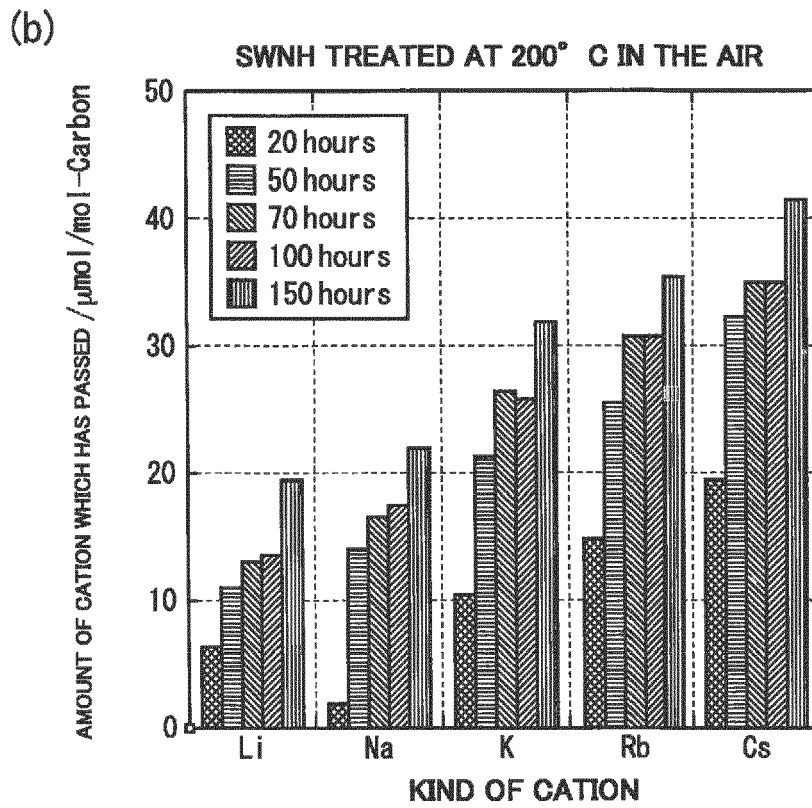 (b)
SWNH TREATED AT 200° C IN THE AIR
AMOUNT OF CATION WHICH HAS PASSED /μmol/mol-Carbon
50
40
30
20
10
0
20 hours
50 hours
70 hours
100 hours
150 hours
Li Na K Rb Cs
KIND OF CATION